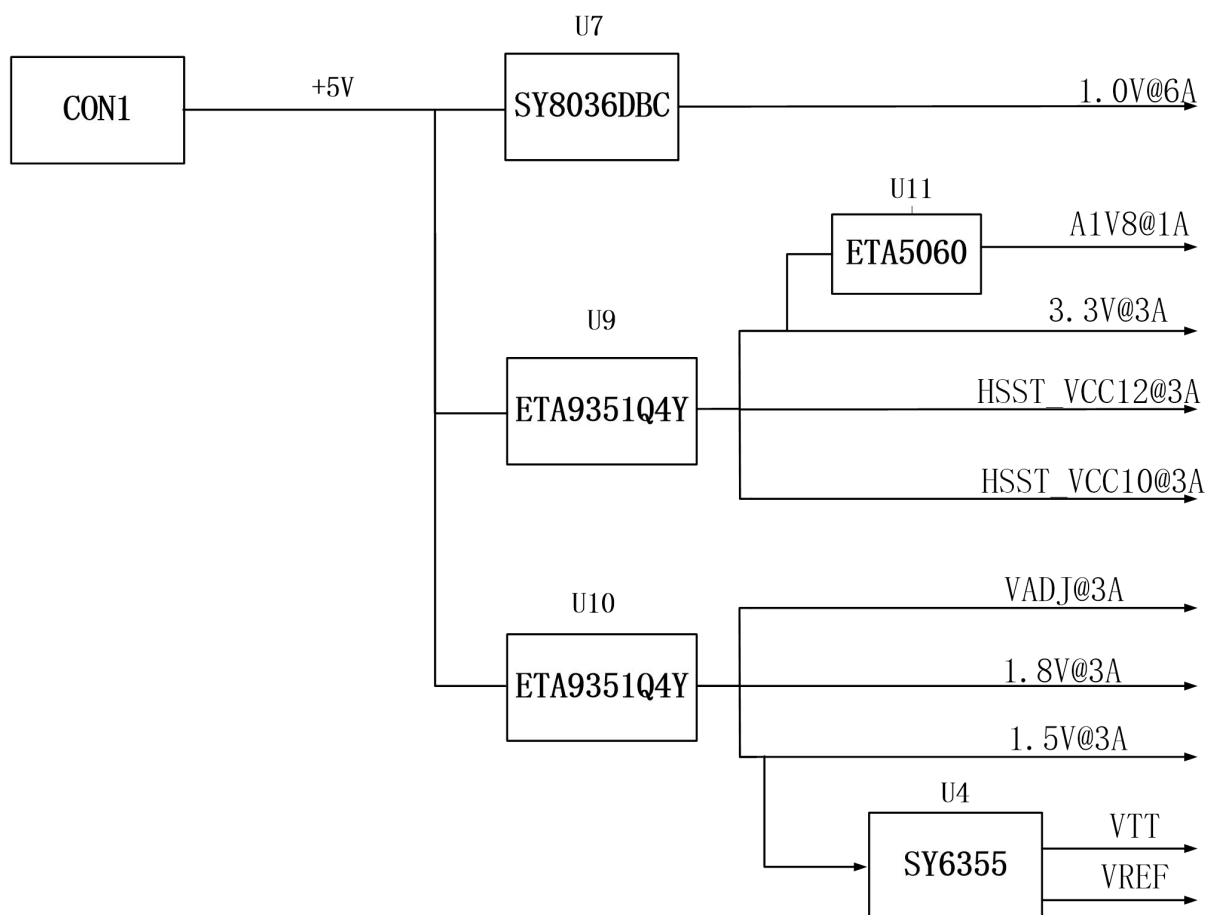 U7
CON1
+5V
SY8036DBC
1.0V@6A
U11
ETA5060
A1V8@1A
3.3V@3A
U9
ETA9351Q4Y
HSST_VCC12@3A
HSST_VCC10@3A
U10
ETA9351Q4Y
VADJ@3A
1.8V@3A
1.5V@3A
U4
SY6355
VTT
VREF